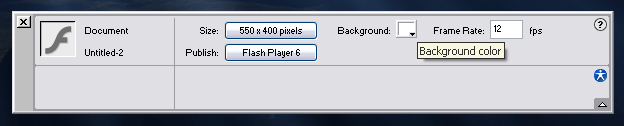 Document Size: 550 x 400 pixels Background: Frame Rate: 12 fps
Untitled-2 Publish: Flash Player 6 Background color